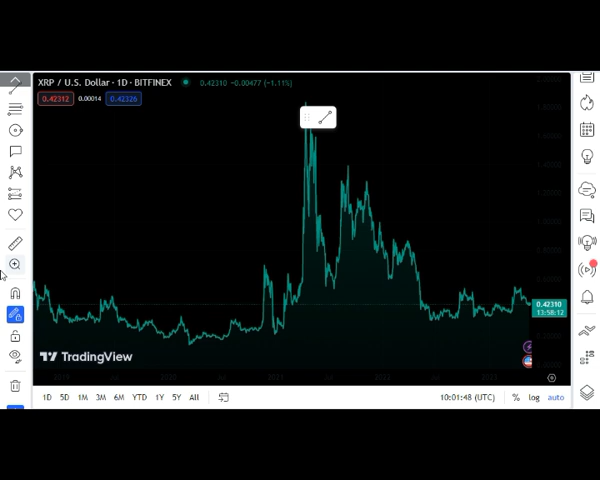 XRP / U.S. Dollar · 1D · BITFINEX
0.42310 −0.00477 (−1.11%)
0.42312 0.00014 0.42326
0.42310
13:58:12
TradingView
2021
1D 5D 1M 3M 6M YTD 1Y 5Y All
10:01:48 (UTC) % log auto